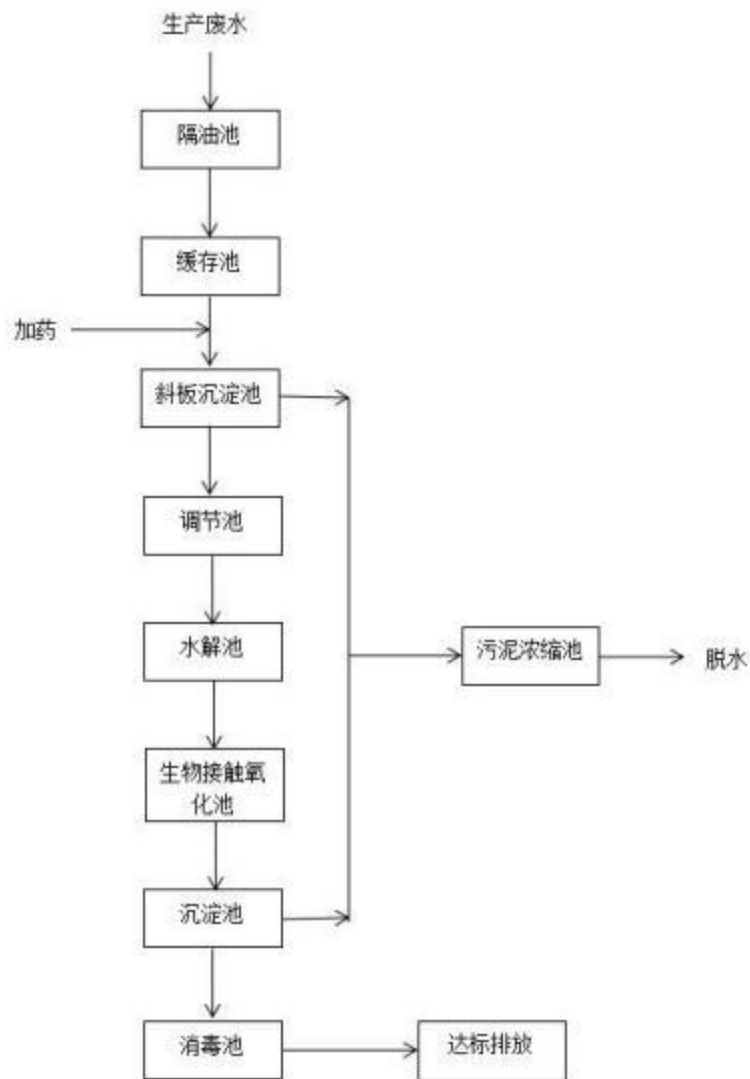 生产废水
隔油池
缓存池
加药
斜板沉淀池
调节池
水解池
污泥浓缩池
脱水
生物接触氧
化池
沉淀池
消毒池
达标排放